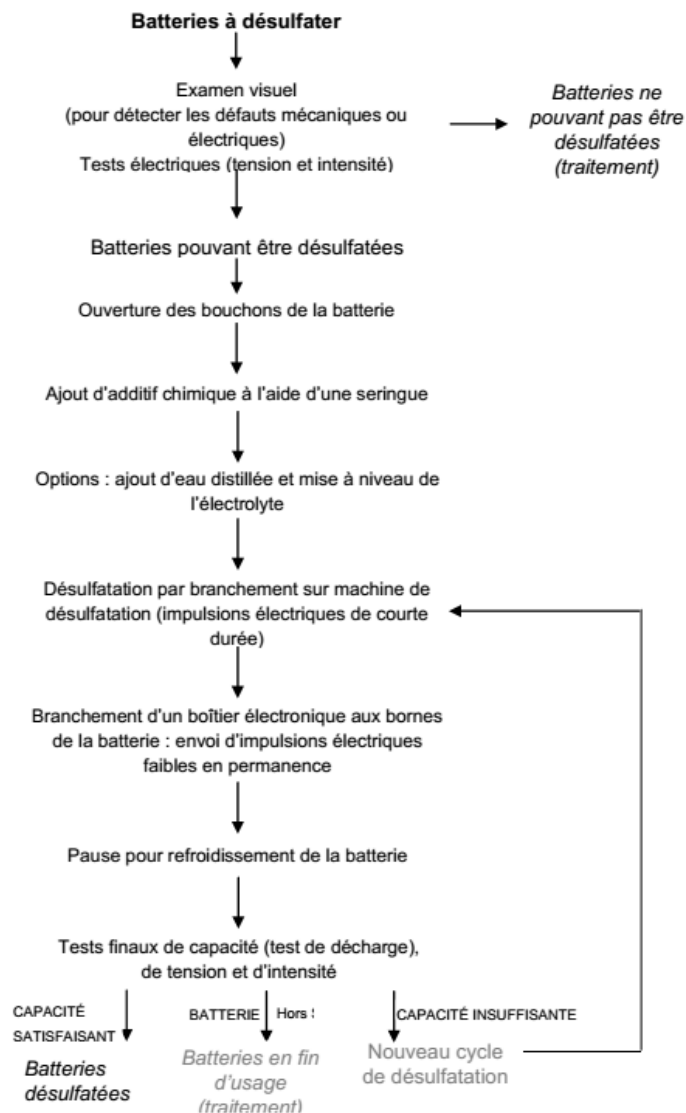 Batteries à désulfater
Examen visuel
(pour détecter les défauts mécaniques ou
électriques)
Tests électriques (tension et intensité)
Batteries ne
pouvant pas être
désulfatées
(traitement)
Batteries pouvant être désulfatées
Ouverture des bouchons de la batterie
Ajout d'additif chimique à l'aide d'une seringue
Options : ajout d'eau distillée et mise à niveau de
l'électrolyte
Désulfatation par branchement sur machine de
désulfatation (impulsions électriques de courte
durée)
Branchement d'un boîtier électronique aux bornes
de la batterie : envoi d'impulsions électriques
faibles en permanence
Pause pour refroidissement de la batterie
Tests finaux de capacité (test de décharge),
de tension et d'intensité
CAPACITÉ
SATISFAISANT
BATTERIE Hors
CAPACITÉ INSUFFISANTE
Batteries
désulfatées
Batteries en fin
d'usage
(traitement)
Nouveau cycle
de désulfatation